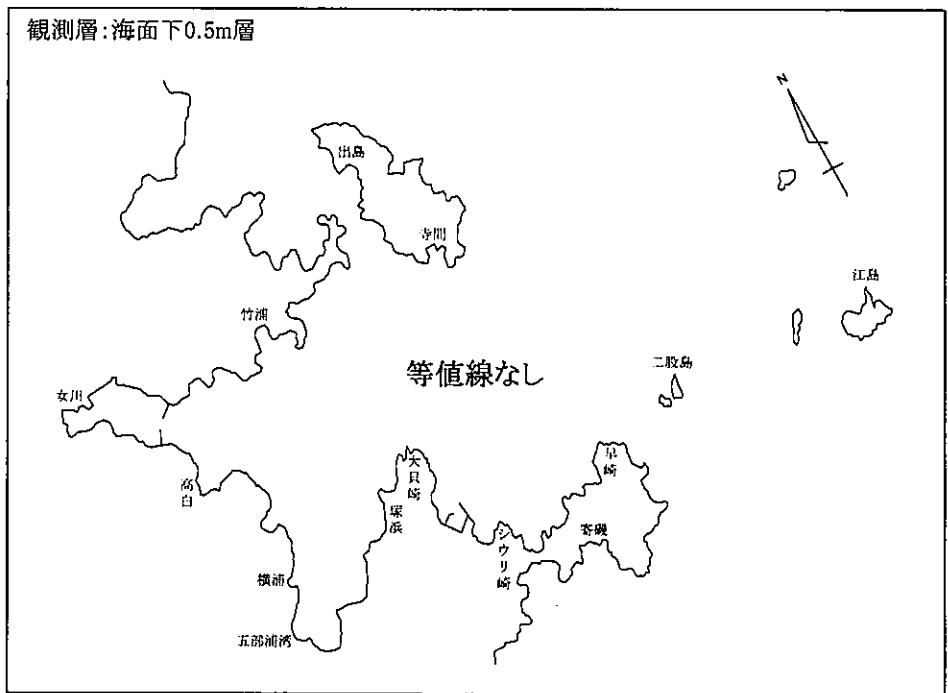 観測層:海面下0.5m層
N
出島
寺間
江島
竹浦
等値線なし
二股島
女川
早崎
大貝崎
高白
塚浜
寄磯
シウリ崎
横浦
五部浦湾